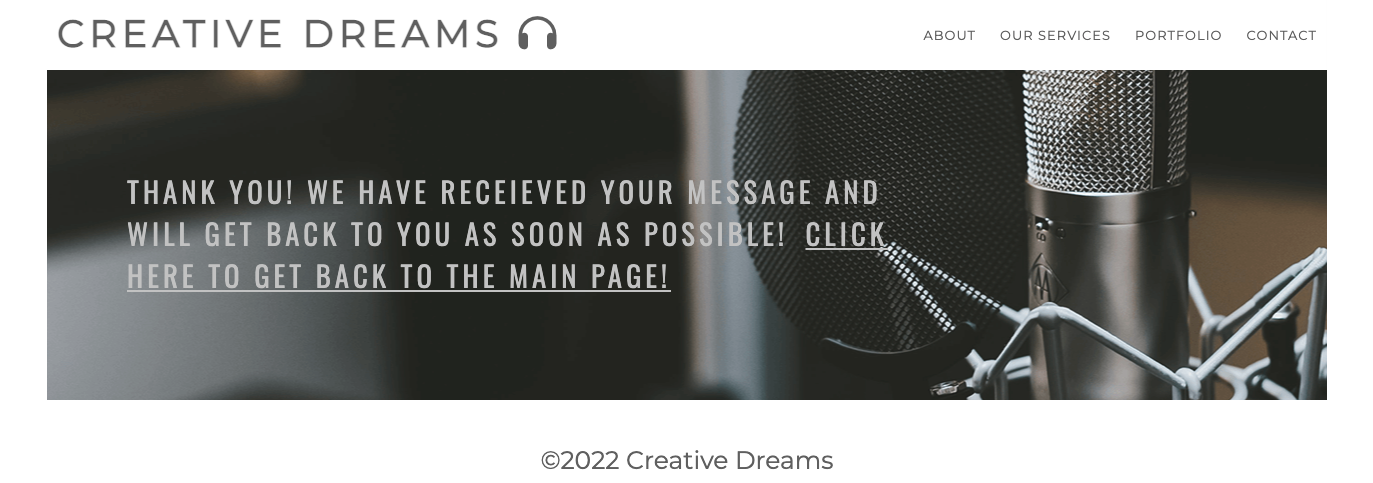 CREATIVE DREAMS
ABOUT OUR SERVICES PORTFOLIO CONTACT
THANK YOU! WE HAVE RECEIEVED YOUR MESSAGE AND
WILL GET BACK TO YOU AS SOON AS POSSIBLE! CLICK
HERE TO GET BACK TO THE MAIN PAGE!
©2022 Creative Dreams